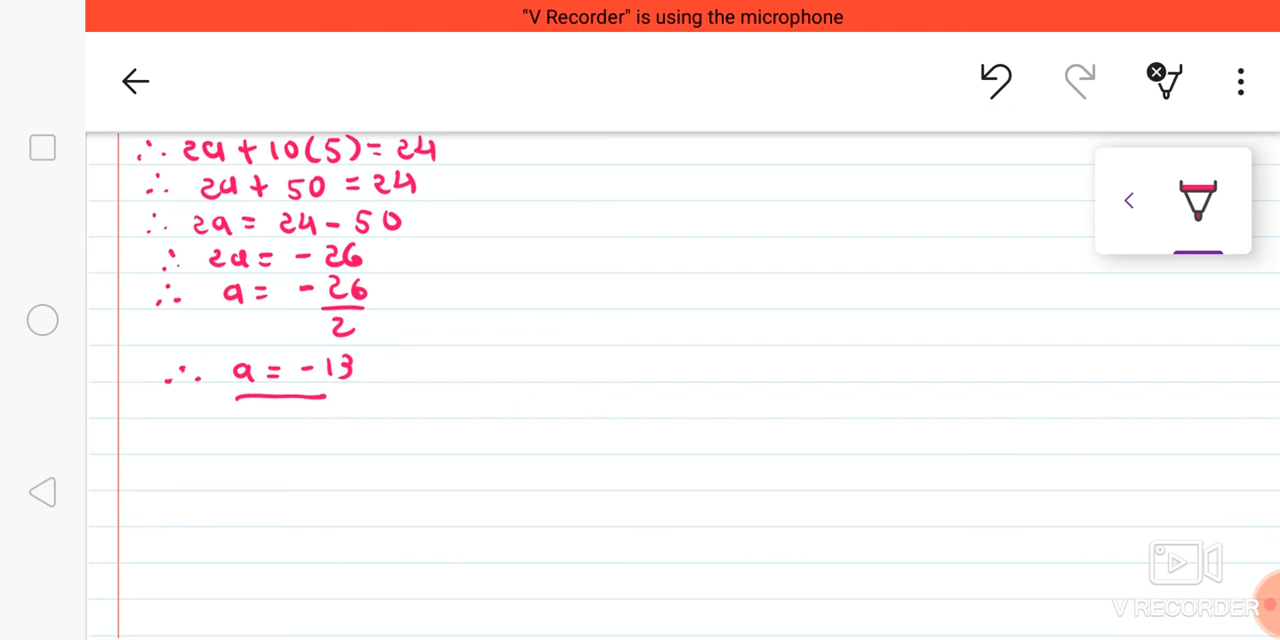 "V Recorder" is using the microphone
∴ 2a + 10(5) = 24
∴ 2a + 50 = 24
∴ 2a = 24 - 50
∴ 2a = - 26
∴ a = - 26
2
∴ a = - 13
V RECORDER